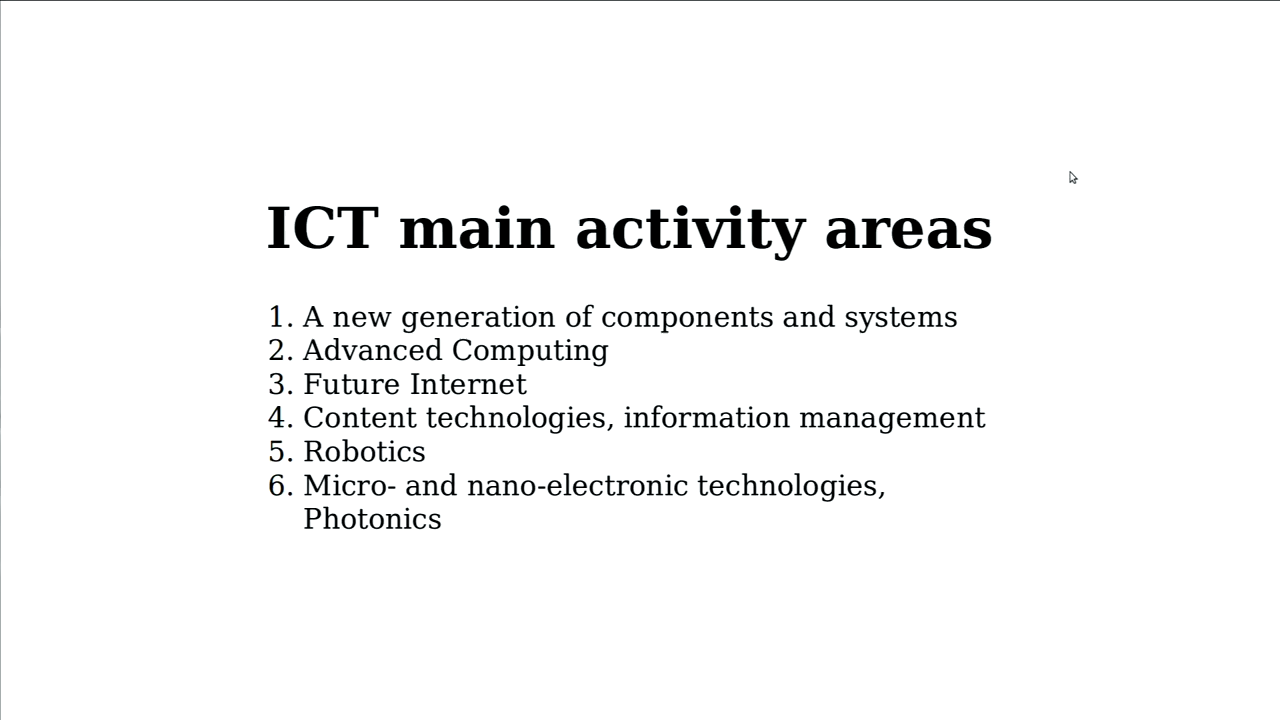 ICT main activity areas
1. A new generation of components and systems
2. Advanced Computing
3. Future Internet
4. Content technologies, information management
5. Robotics
6. Micro- and nano-electronic technologies,
Photonics